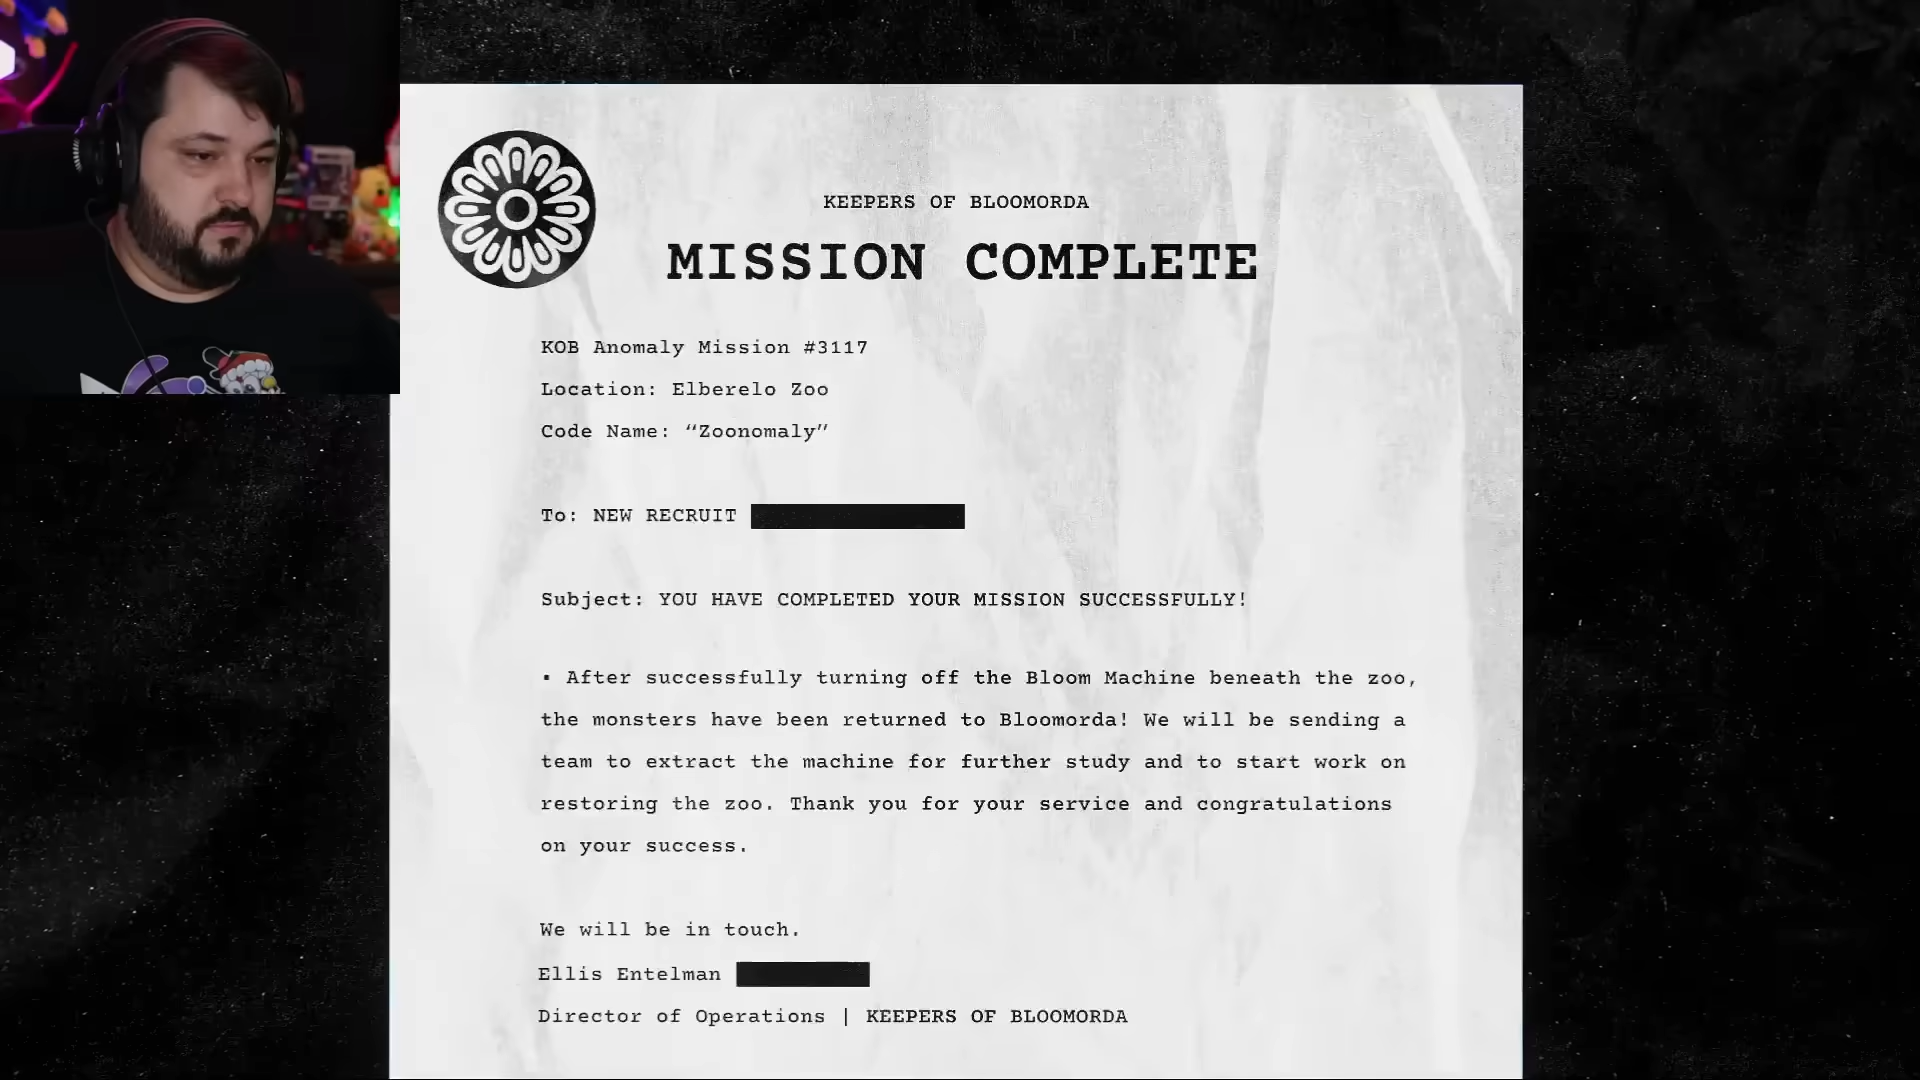 KEEPERS OF BLOOMORDA
MISSION COMPLETE
KOB Anomaly Mission #3117
Location: Elberelo Zoo
Code Name: “Zoonomaly”
To: NEW RECRUIT
Subject: YOU HAVE COMPLETED YOUR MISSION SUCCESSFULLY!
▪ After successfully turning off the Bloom Machine beneath the zoo,
the monsters have been returned to Bloomorda! We will be sending a
team to extract the machine for further study and to start work on
restoring the zoo. Thank you for your service and congratulations
on your success.
We will be in touch.
Ellis Entelman
Director of Operations | KEEPERS OF BLOOMORDA